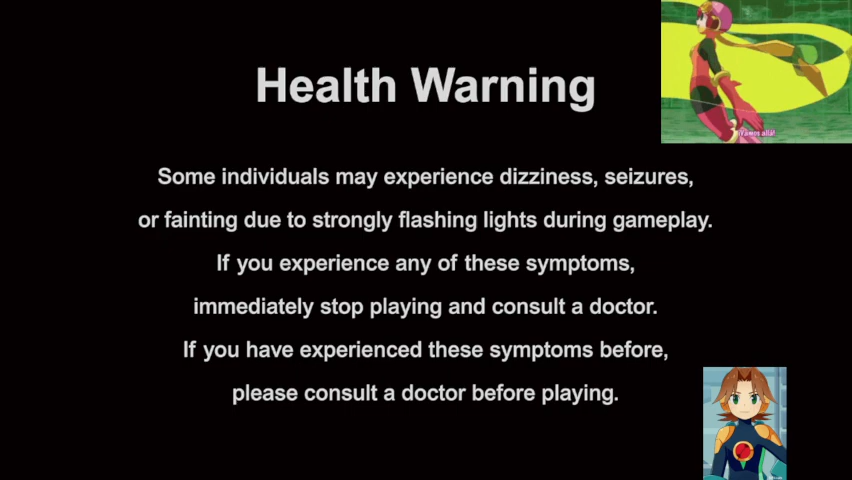 Health Warning
¡Vamos allá!
Some individuals may experience dizziness, seizures,
or fainting due to strongly flashing lights during gameplay.
If you experience any of these symptoms,
immediately stop playing and consult a doctor.
If you have experienced these symptoms before,
please consult a doctor before playing.